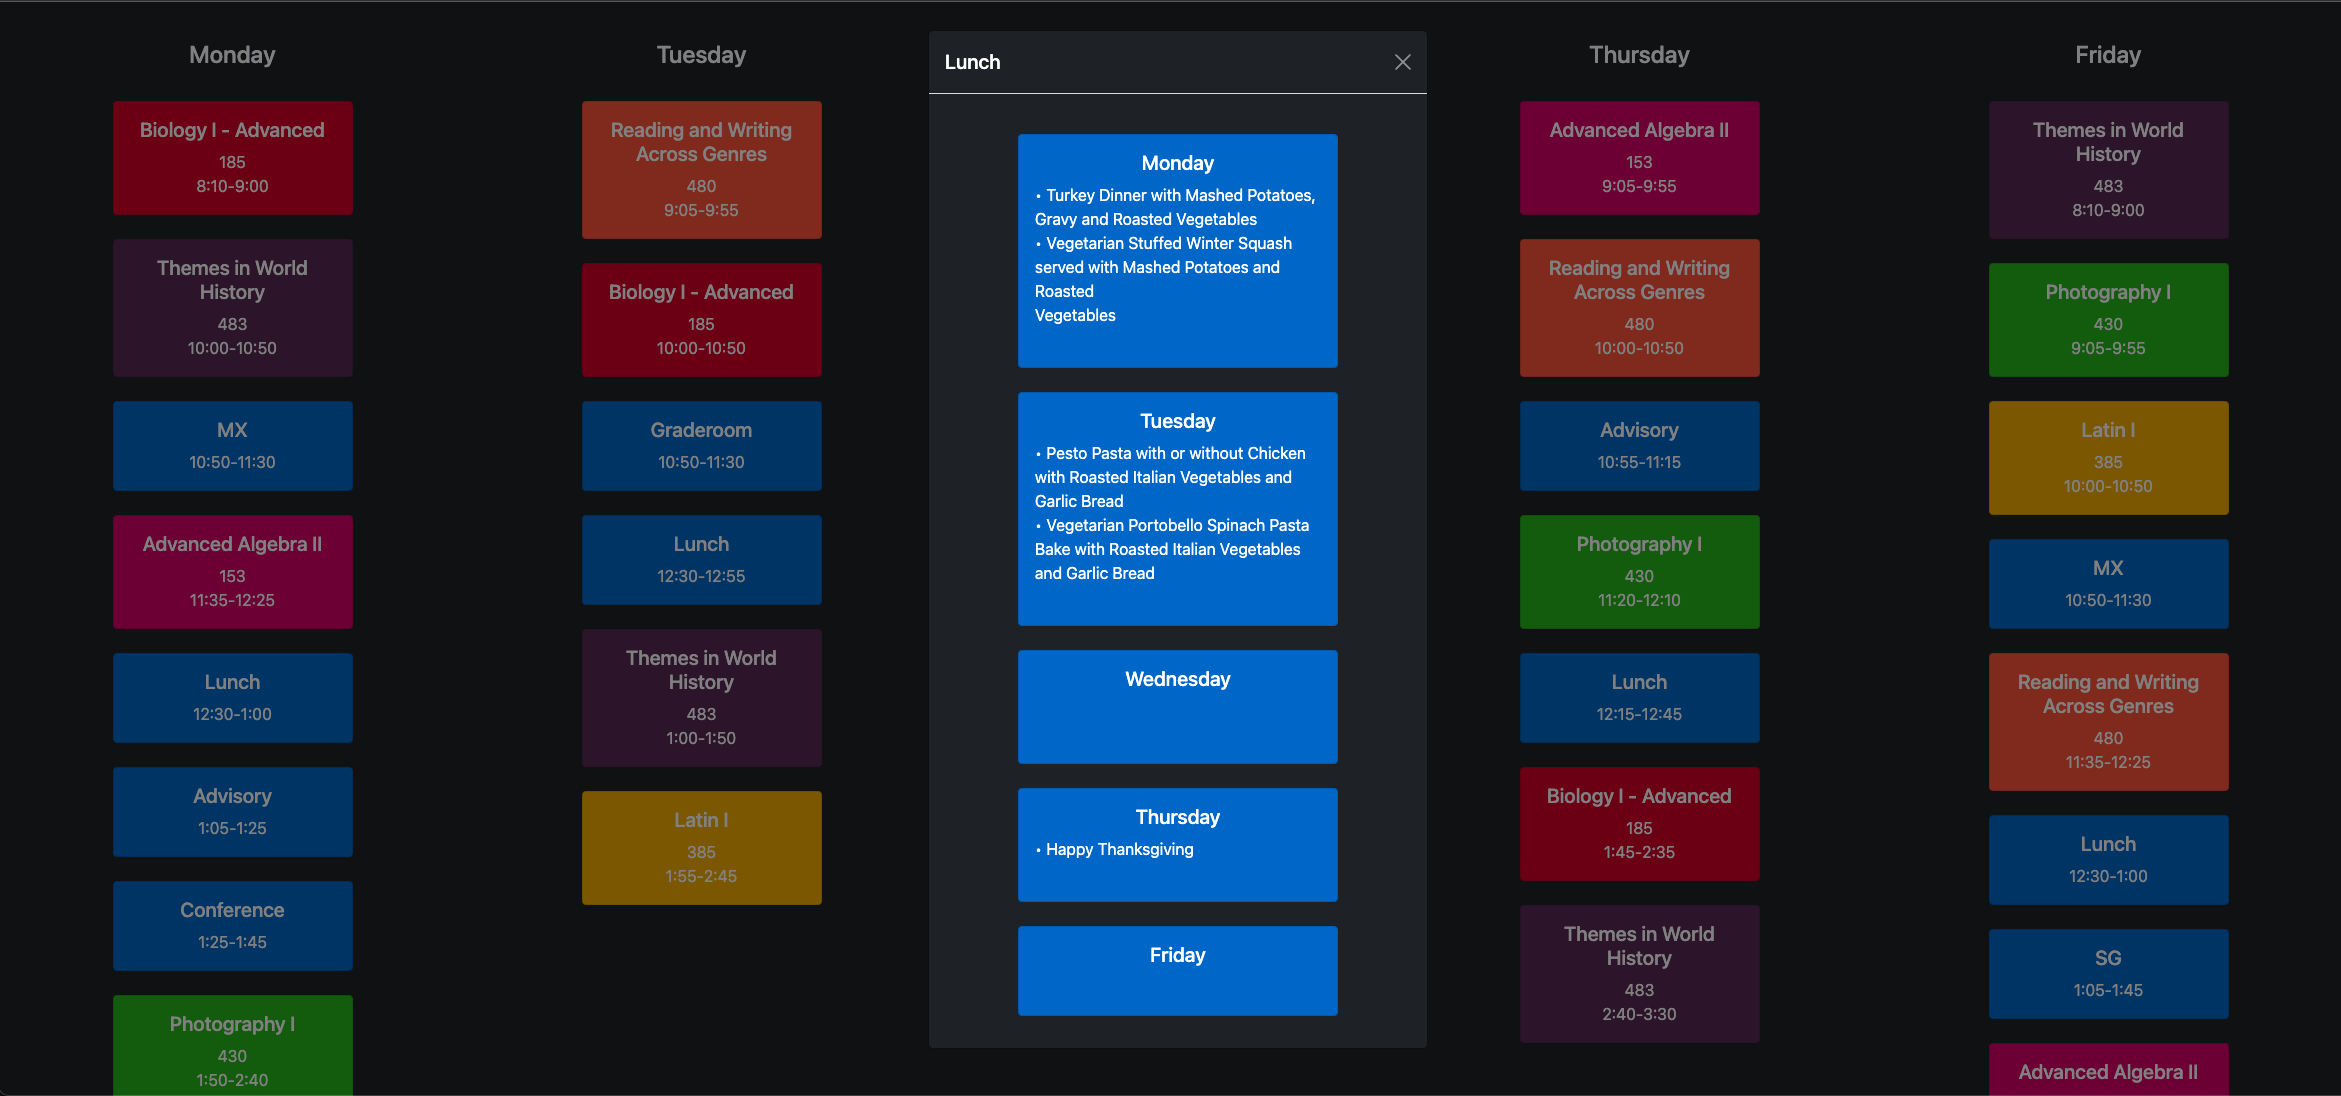 Monday
Biology I - Advanced
185
8:10-9:00
Themes in World
History
483
10:00-10:50
MX
10:50-11:30
Advanced Algebra II
153
11:35-12:25
Lunch
12:30-1:00
Advisory
1:05-1:25
Conference
1:25-1:45
Photography I
430
1:50-2:40
Tuesday
Reading and Writing
Across Genres
480
9:05-9:55
Biology I - Advanced
185
10:00-10:50
Graderoom
10:50-11:30
Lunch
12:30-12:55
Themes in World
History
483
1:00-1:50
Latin I
385
1:55-2:45
Lunch
Monday
• Turkey Dinner with Mashed Potatoes,
Gravy and Roasted Vegetables
• Vegetarian Stuffed Winter Squash
served with Mashed Potatoes and
Roasted
Vegetables
Tuesday
• Pesto Pasta with or without Chicken
with Roasted Italian Vegetables and
Garlic Bread
• Vegetarian Portobello Spinach Pasta
Bake with Roasted Italian Vegetables
and Garlic Bread
Wednesday
Thursday
• Happy Thanksgiving
Friday
Thursday
Advanced Algebra II
153
9:05-9:55
Reading and Writing
Across Genres
480
10:00-10:50
Advisory
10:55-11:15
Photography I
430
11:20-12:10
Lunch
12:15-12:45
Biology I - Advanced
185
1:45-2:35
Themes in World
History
483
2:40-3:30
Friday
Themes in World
History
483
8:10-9:00
Photography I
430
9:05-9:55
Latin I
385
10:00-10:50
MX
10:50-11:30
Reading and Writing
Across Genres
480
11:35-12:25
Lunch
12:30-1:00
SG
1:05-1:45
Advanced Algebra II